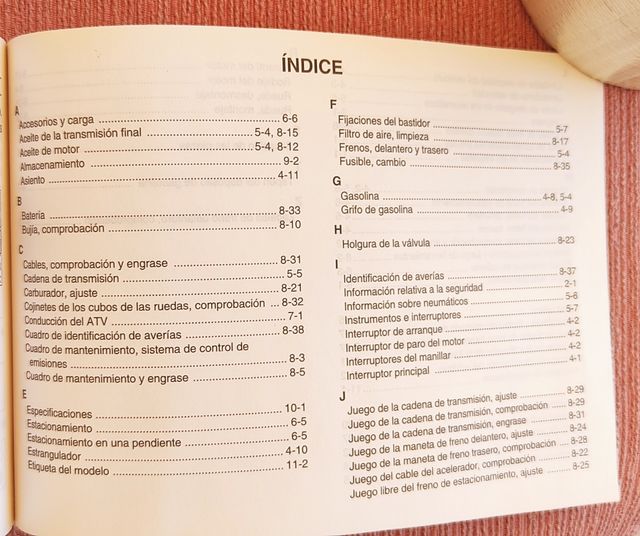 ÍNDICE
A
Accesorios y carga ........ 6-6
Aceite de la transmisión final ........ 5-4, 8-15
Aceite de motor ........ 5-4, 8-12
Almacenamiento ........ 9-2
Asiento ........ 4-11
B
Batería ........ 8-33
Bujía, comprobación ........ 8-10
C
Cables, comprobación y engrase ........ 8-31
Cadena de transmisión ........ 5-5
Carburador, ajuste ........ 8-21
Cojinetes de los cubos de las ruedas, comprobación ... 8-32
Conducción del ATV ........ 7-1
Cuadro de identificación de averías ........ 8-38
Cuadro de mantenimiento, sistema de control de
emisiones ........ 8-3
Cuadro de mantenimiento y engrase ........ 8-5
E
Especificaciones ........ 10-1
Estacionamiento ........ 6-5
Estacionamiento en una pendiente ........ 6-5
Estrangulador ........ 4-10
Etiqueta del modelo ........ 11-2
F
Fijaciones del bastidor ........ 5-7
Filtro de aire, limpieza ........ 8-17
Frenos, delantero y trasero ........ 5-4
Fusible, cambio ........ 8-35
G
Gasolina ........ 4-8, 5-4
Grifo de gasolina ........ 4-9
H
Holgura de la válvula ........ 8-23
I
Identificación de averías ........ 8-37
Información relativa a la seguridad ........ 2-1
Información sobre neumáticos ........ 5-6
Instrumentos e interruptores ........ 5-7
Interruptor de arranque ........ 4-2
Interruptor de paro del motor ........ 4-2
Interruptores del manillar ........ 4-2
Interruptor principal ........ 4-1
J
Juego de la cadena de transmisión, ajuste ........ 8-29
Juego de la cadena de transmisión, comprobación ........ 8-29
Juego de la cadena de transmisión, engrase ........ 8-31
Juego de la maneta de freno delantero, ajuste ........ 8-24
Juego de la maneta de freno trasero, comprobación ........ 8-28
Juego del cable del acelerador, comprobación ........ 8-22
Juego libre del freno de estacionamiento, ajuste ........ 8-25